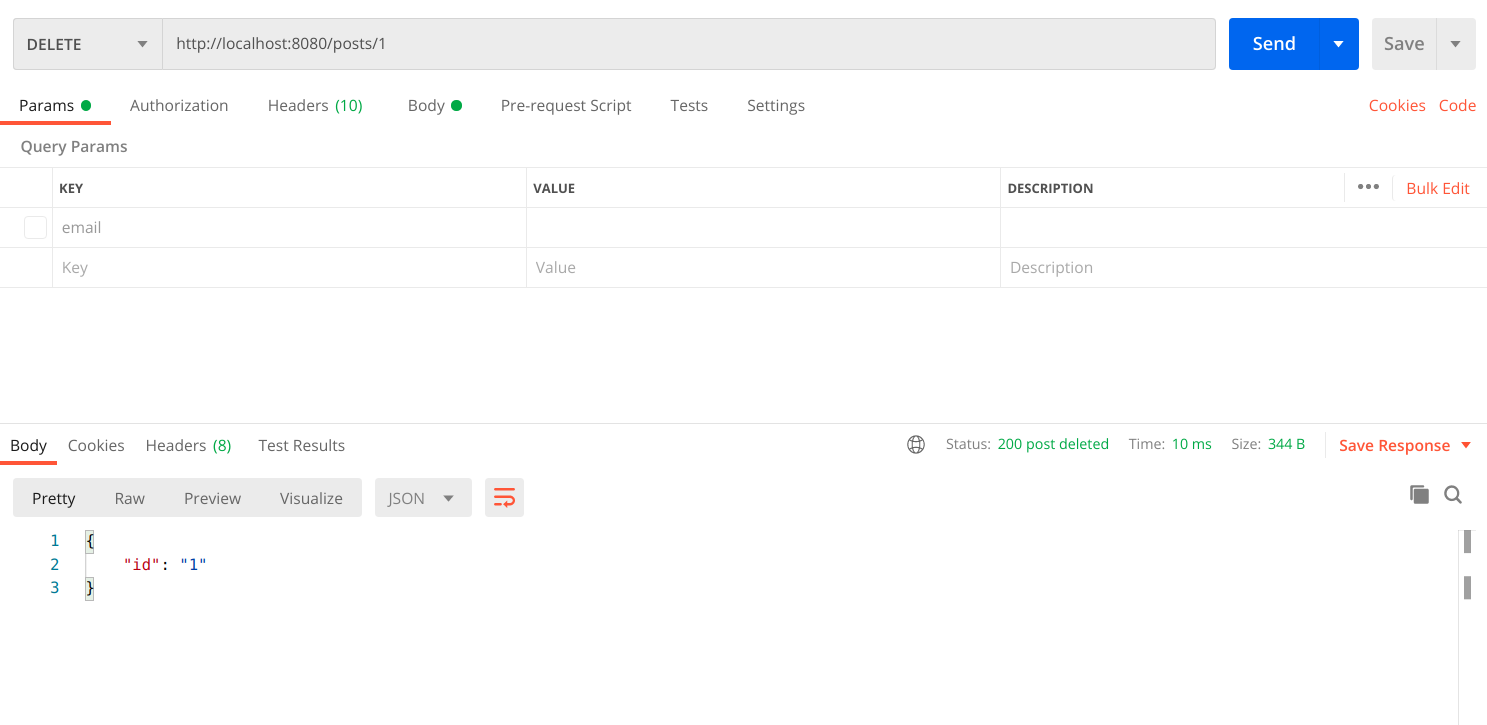 DELETE http://localhost:8080/posts/1 Send Save
Params Authorization Headers (10) Body Pre-request Script Tests Settings Cookies Code
Query Params
KEY VALUE DESCRIPTION ••• Bulk Edit
email
Key Value Description
Body Cookies Headers (8) Test Results Status: 200 post deleted Time: 10 ms Size: 344 B Save Response
Pretty Raw Preview Visualize JSON
1 {
2 "id": "1"
3 }